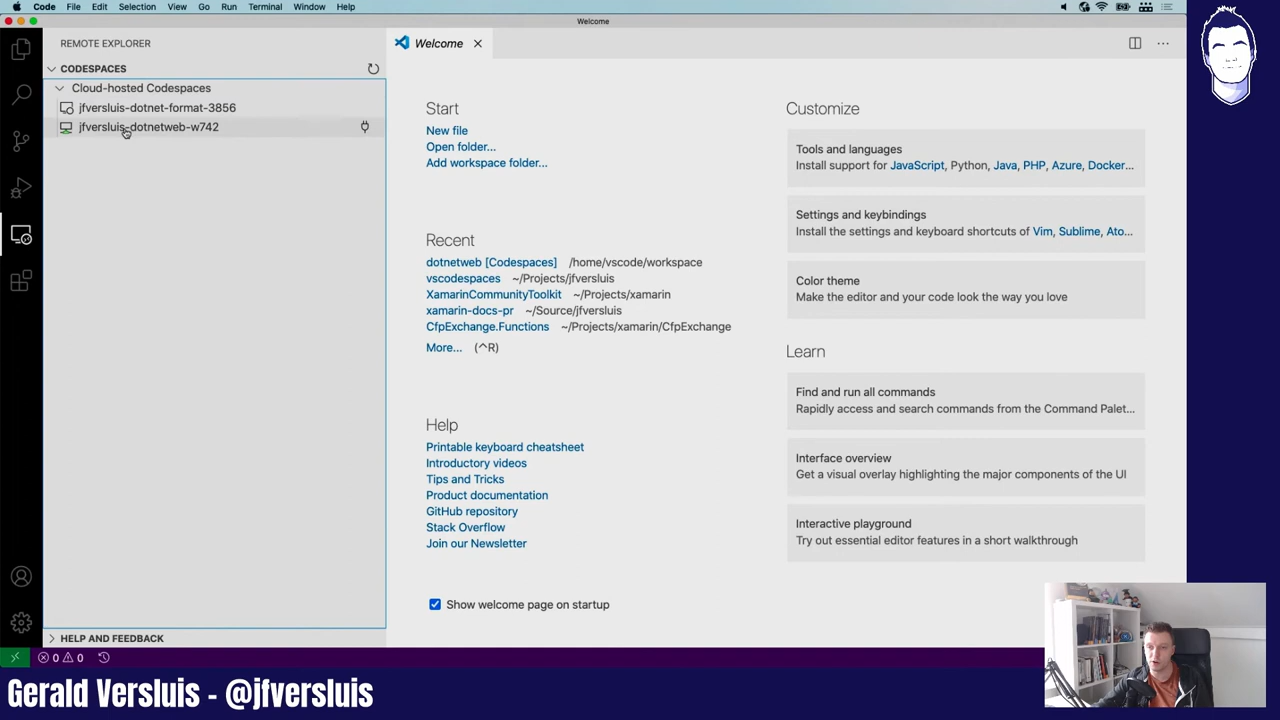 Code File Edit Selection View Go Run Terminal Window Help
Welcome
REMOTE EXPLORER
CODESPACES
Cloud-hosted Codespaces
jfversluis-dotnet-format-3856
jfversluis-dotnetweb-w742
HELP AND FEEDBACK
Welcome
Start
New file
Open folder...
Add workspace folder...
Recent
dotnetweb [Codespaces] /home/vscode/workspace
vscodespaces ~/Projects/jfversluis
XamarinCommunityToolkit ~/Projects/xamarin
xamarin-docs-pr ~/Source/jfversluis
CfpExchange.Functions ~/Projects/xamarin/CfpExchange
More... (^R)
Help
Printable keyboard cheatsheet
Introductory videos
Tips and Tricks
Product documentation
GitHub repository
Stack Overflow
Join our Newsletter
Show welcome page on startup
Customize
Tools and languages
Install support for JavaScript, Python, Java, PHP, Azure, Docker...
Settings and keybindings
Install the settings and keyboard shortcuts of Vim, Sublime, Ato...
Color theme
Make the editor and your code look the way you love
Learn
Find and run all commands
Rapidly access and search commands from the Command Palet...
Interface overview
Get a visual overlay highlighting the major components of the UI
Interactive playground
Try out essential editor features in a short walkthrough
0 0
Gerald Versluis - @jfversluis